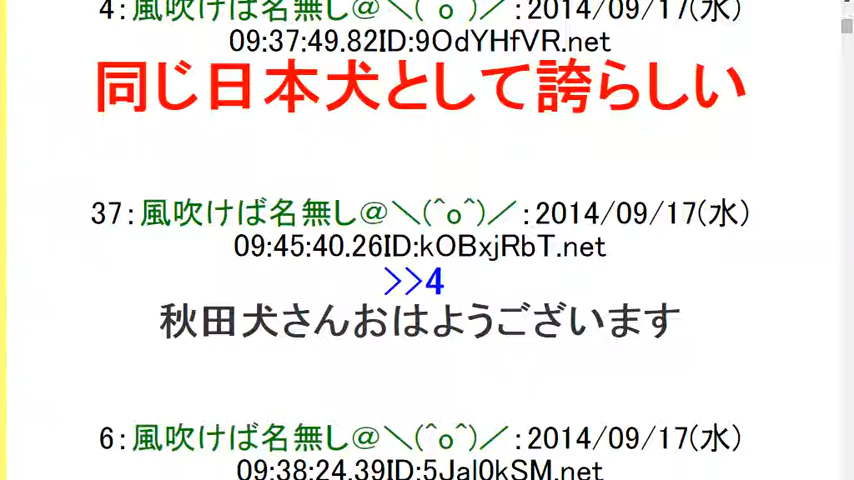 4：風吹けば名無し＠＼(^o^)／：2014/09/17(水)
09:37:49.82ID:9OdYHfVR.net
同じ日本犬として誇らしい
37：風吹けば名無し＠＼(^o^)／：2014/09/17(水)
09:45:40.26ID:kOBxjRbT.net
>>4
秋田犬さんおはようございます
6：風吹けば名無し＠＼(^o^)／：2014/09/17(水)
09:38:24.39ID:5Jal0kSM.net